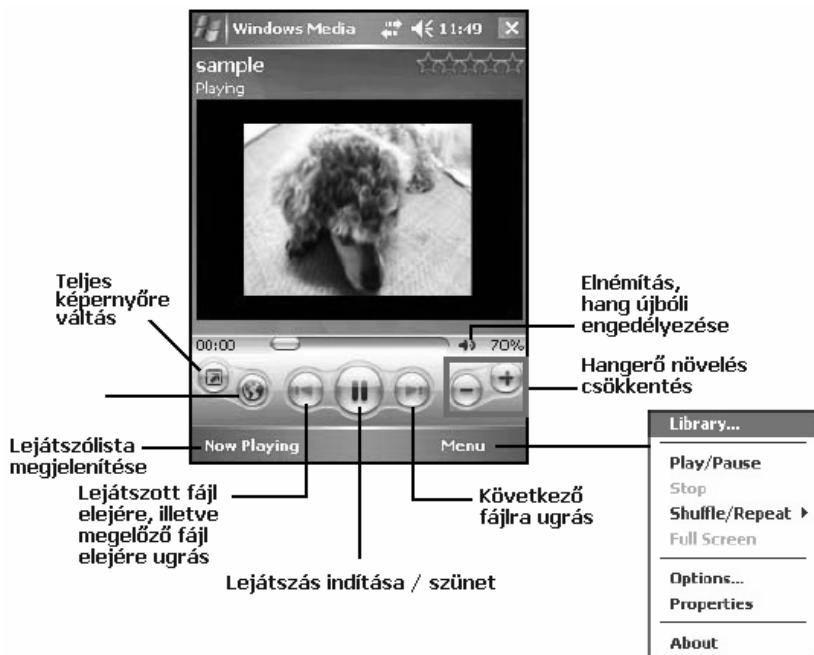 Windows Media 11:49
sample
Playing
Teljes
képernyőre
váltás
Elnémítás,
hang újbóli
engedélyezése
00:00 70%
Hangerő növelés
csökkentés
Lejátszólista
megjelenítése
Now Playing Menu
Lejátszott fájl
elejére, illetve
megelőző fájl
elejére ugrás
Következő
fájlra ugrás
Lejátszás indítása / szünet
Library...
Play/Pause
Stop
Shuffle/Repeat
Full Screen
Options...
Properties
About